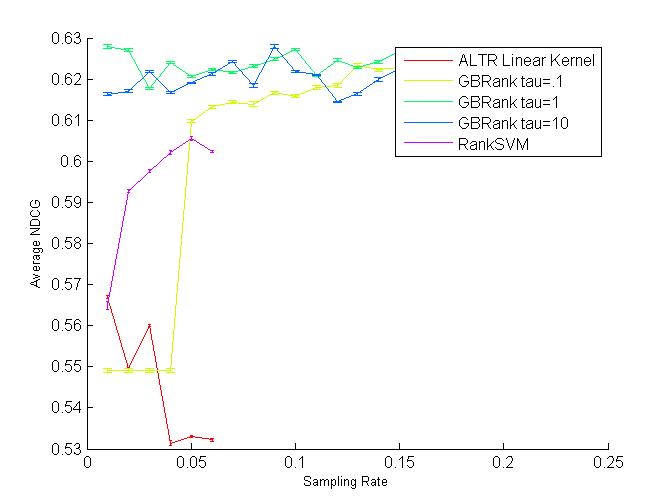 0.63
0.62
0.61
0.6
0.59
0.58
0.57
0.56
0.55
0.54
0.53
Average NDCG
ALTR Linear Kernel
GBRank tau=.1
GBRank tau=1
GBRank tau=10
RankSVM
0 0.05 0.1 0.15 0.2 0.25
Sampling Rate